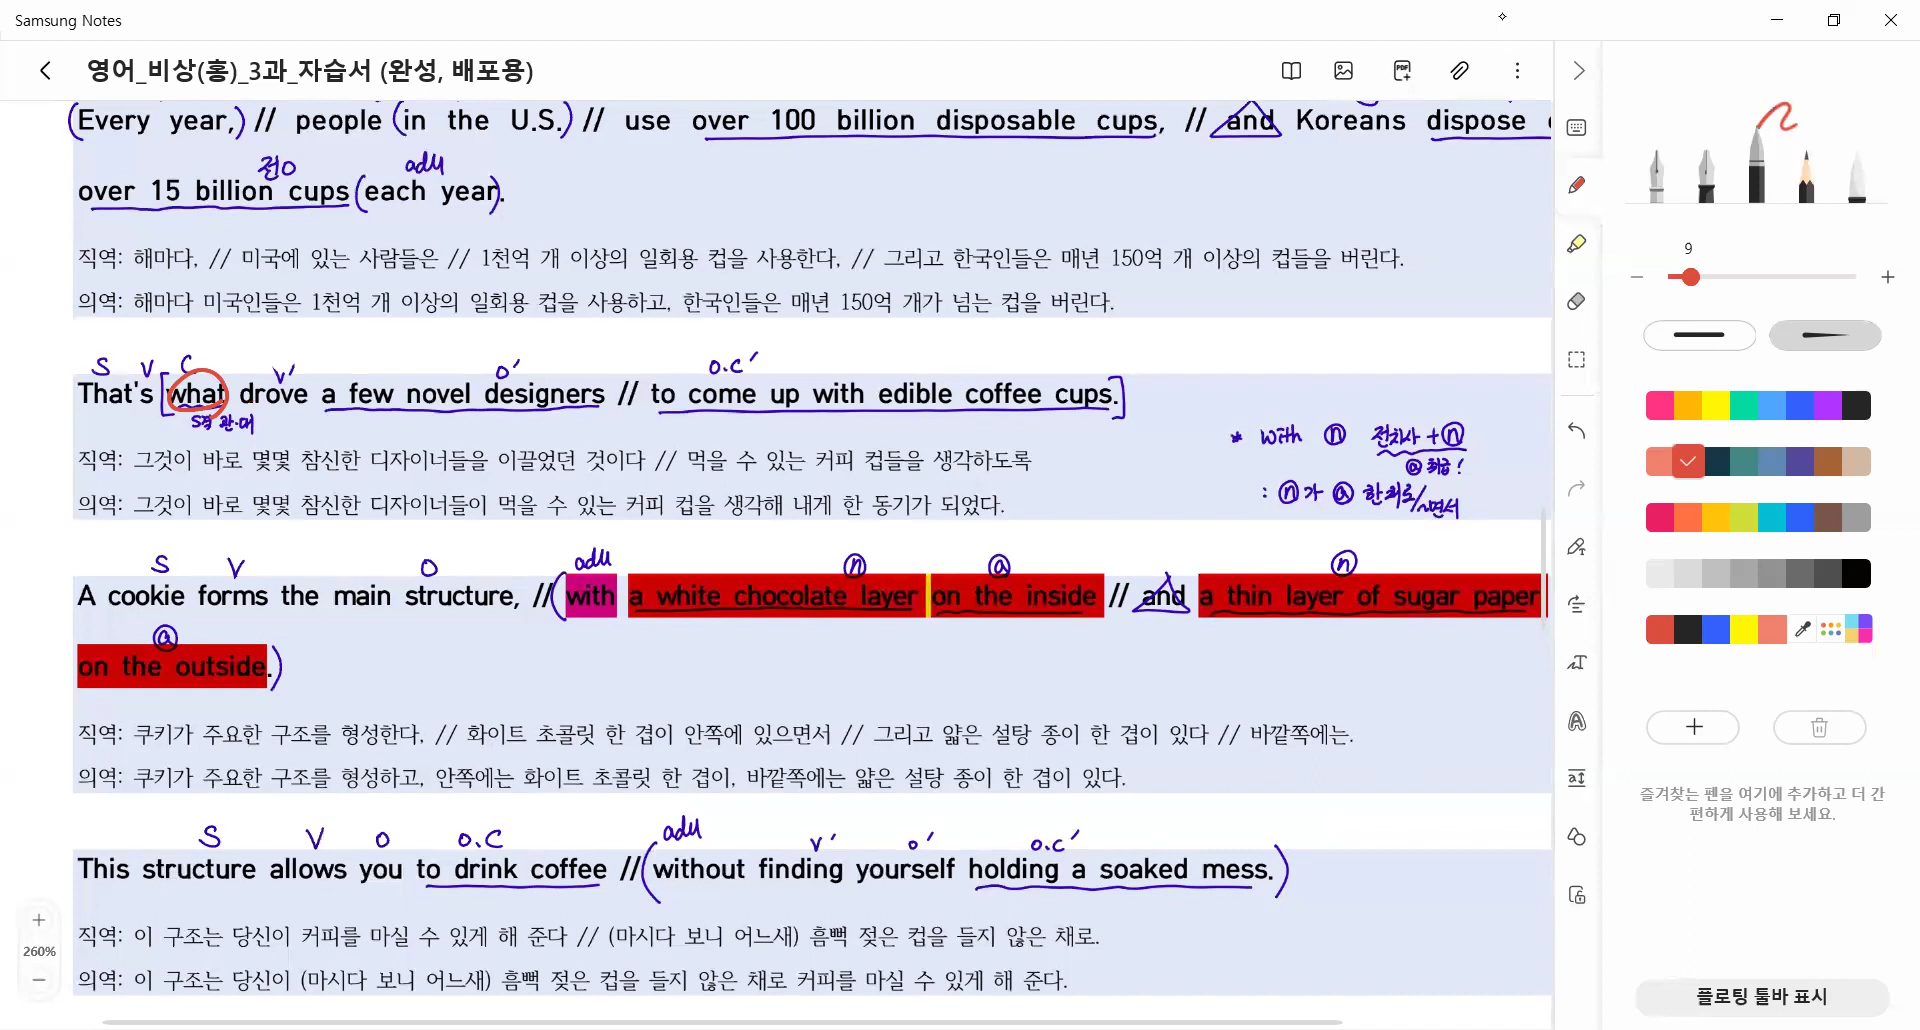 Samsung Notes
영어_비상(홍)_3과_자습서 (완성, 배포용)
(Every year,) // people (in the U.S.) // use over 100 billion disposable cups, // and Koreans dispose
전O adv
over 15 billion cups (each year).
직역: 해마다, // 미국에 있는 사람들은 // 1천억 개 이상의 일회용 컵을 사용한다, // 그리고 한국인들은 매년 150억 개 이상의 컵들을 버린다.
의역: 해마다 미국인들은 1천억 개 이상의 일회용 컵을 사용하고, 한국인들은 매년 150억 개가 넘는 컵을 버린다.
S V C V' O' O.C'
That's [what drove a few novel designers // to come up with edible coffee cups.]
S격 관·대
* with ⓝ 전치사 + ⓝ
ⓐ 취급!
: ⓝ가 ⓐ 한 채로/~면서
직역: 그것이 바로 몇몇 참신한 디자이너들을 이끌었던 것이다 // 먹을 수 있는 커피 컵들을 생각하도록
의역: 그것이 바로 몇몇 참신한 디자이너들이 먹을 수 있는 커피 컵을 생각해 내게 한 동기가 되었다.
S V O adv ⓝ ⓐ ⓝ
A cookie forms the main structure, // (with a white chocolate layer on the inside // and a thin layer of sugar paper
ⓐ
on the outside.)
직역: 쿠키가 주요한 구조를 형성한다, // 화이트 초콜릿 한 겹이 안쪽에 있으면서 // 그리고 얇은 설탕 종이 한 겹이 있다 // 바깥쪽에는.
의역: 쿠키가 주요한 구조를 형성하고, 안쪽에는 화이트 초콜릿 한 겹이, 바깥쪽에는 얇은 설탕 종이 한 겹이 있다.
S V O O.C adv V' O' O.C'
This structure allows you to drink coffee // (without finding yourself holding a soaked mess.)
직역: 이 구조는 당신이 커피를 마실 수 있게 해 준다 // (마시다 보니 어느새) 흠뻑 젖은 컵을 들지 않은 채로.
의역: 이 구조는 당신이 (마시다 보니 어느새) 흠뻑 젖은 컵을 들지 않은 채로 커피를 마실 수 있게 해 준다.
260%
PDF
9
즐겨찾는 펜을 여기에 추가하고 더 간
편하게 사용해 보세요.
플로팅 툴바 표시